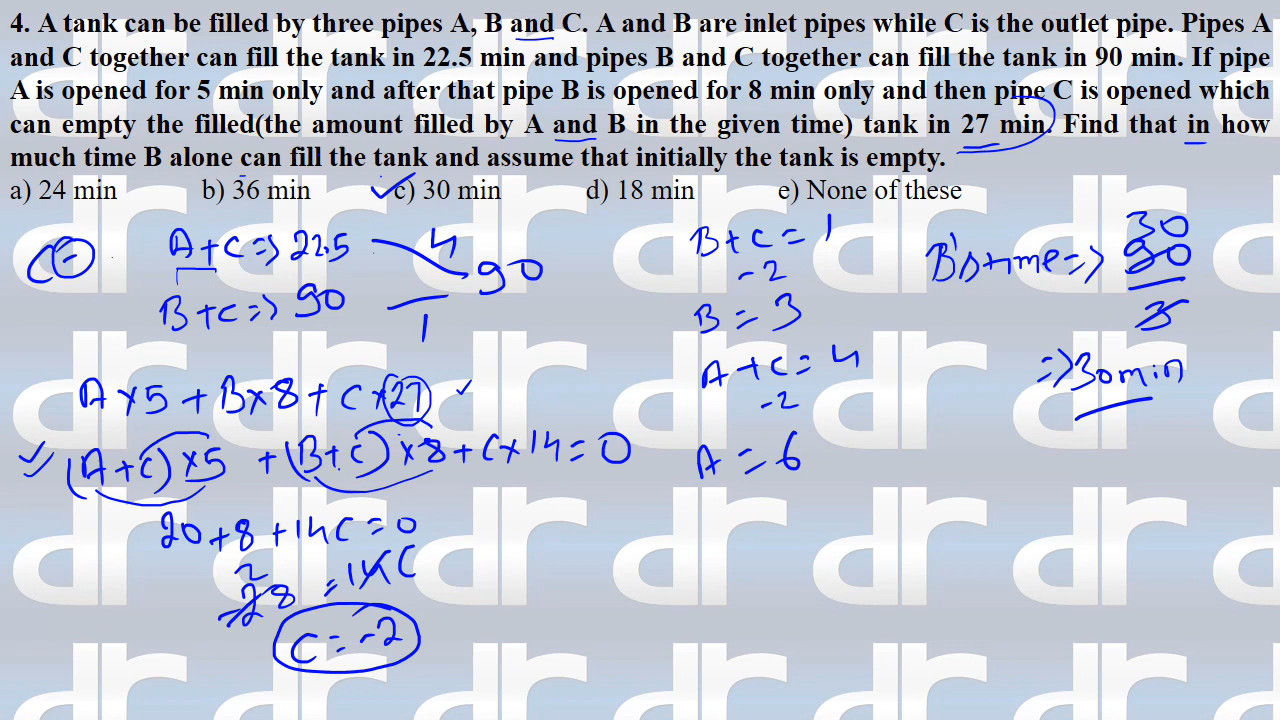 4. A tank can be filled by three pipes A, B and C. A and B are inlet pipes while C is the outlet pipe. Pipes A
and C together can fill the tank in 22.5 min and pipes B and C together can fill the tank in 90 min. If pipe
A is opened for 5 min only and after that pipe B is opened for 8 min only and then pipe C is opened which
can empty the filled(the amount filled by A and B in the given time) tank in 27 min. Find that in how
much time B alone can fill the tank and assume that initially the tank is empty.
a) 24 min b) 36 min c) 30 min d) 18 min e) None of these
A+C => 22.5 4
90
B+C => 90 1
A×5 + B×8 + C×27
(A+C)×5 + (B+C)×8 + C×14 = 0
20+8+14C = 0
2
-28 = 14C
C = -2
B+C = 1
-2
B = 3
A+C = 4
-2
A = 6
30
B's time => 90
3
=> 30 min